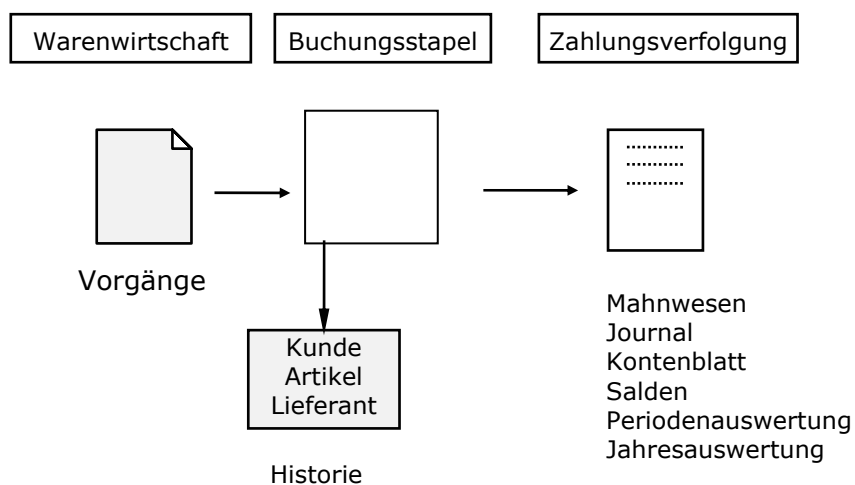 Warenwirtschaft
Buchungsstapel
Zahlungsverfolgung
Vorgänge
Kunde
Artikel
Lieferant
Historie
Mahnwesen
Journal
Kontenblatt
Salden
Periodenauswertung
Jahresauswertung